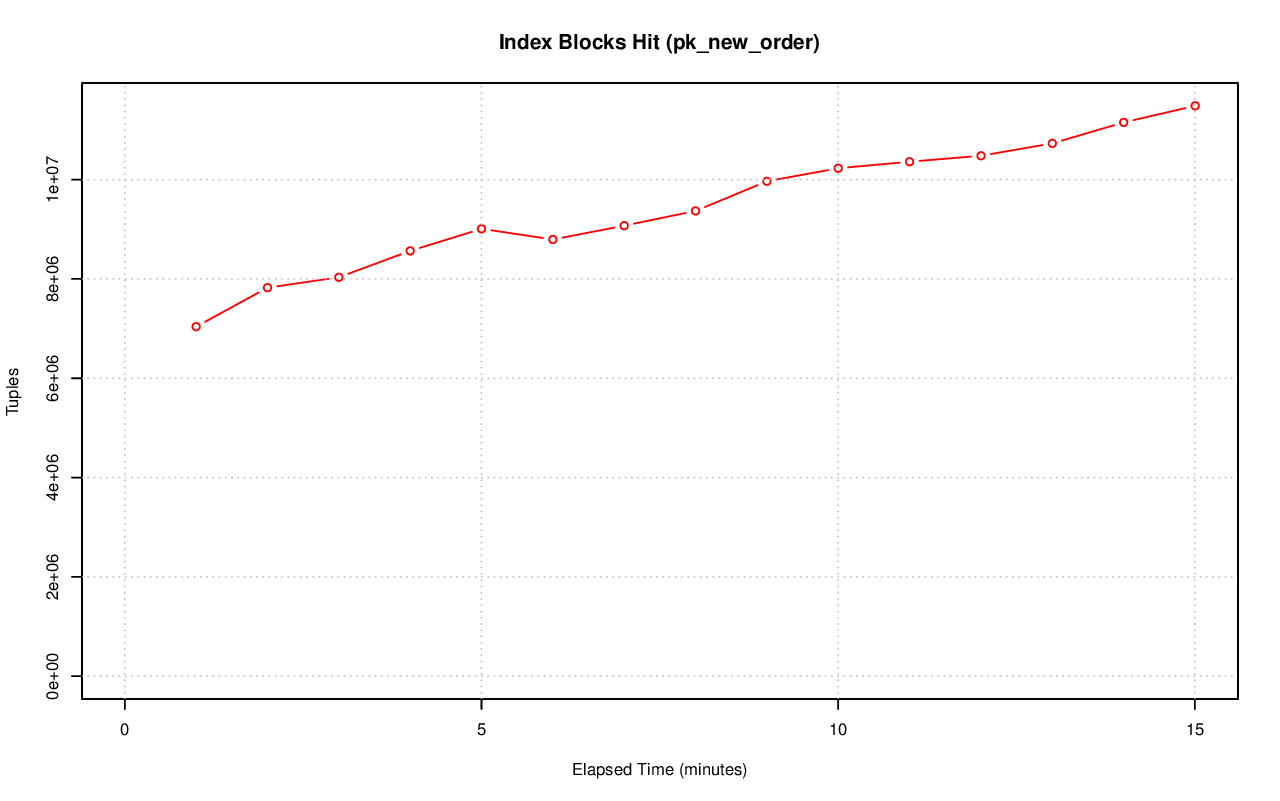 Index Blocks Hit (pk_new_order)
Tuples
1e+07
8e+06
6e+06
4e+06
2e+06
0e+00
0 5 10 15
Elapsed Time (minutes)